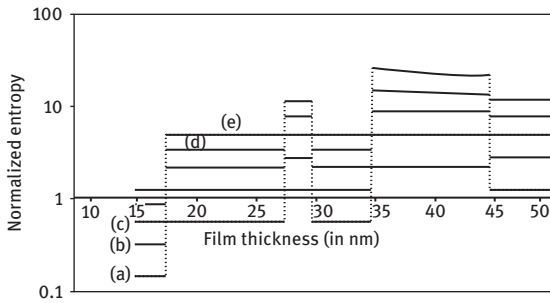 100
10
1
0.1
Normalized entropy
(e)
(d)
(c)
(b)
(a)
10 15 20 25 30 35 40 45 50
Film thickness (in nm)